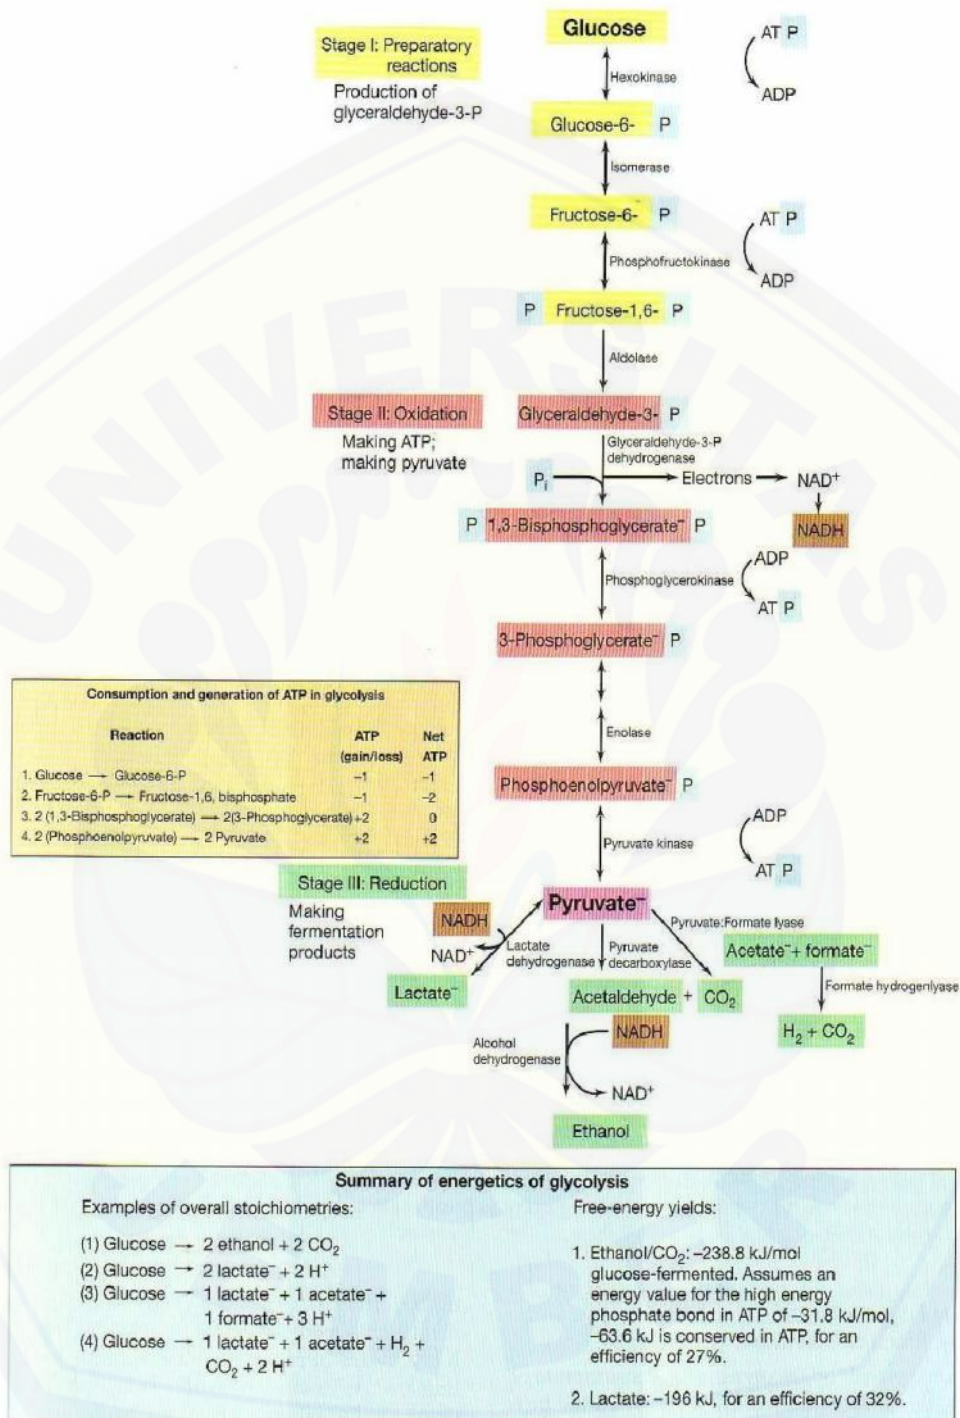 Glucose
Stage I: Preparatory
reactions
Production of
glyceraldehyde-3-P
AT P
ADP
Hexokinase
Glucose-6- P
Isomerase
Fructose-6- P
AT P
ADP
Phosphofructokinase
P Fructose-1,6- P
Aldolase
Stage II: Oxidation
Making ATP;
making pyruvate
Glyceraldehyde-3- P
Glyceraldehyde-3-P
dehydrogenase
Pi
Electrons
NAD+
NADH
P 1,3-Bisphosphoglycerate– P
Phosphoglycerokinase
ADP
AT P
3-Phosphoglycerate– P
Enolase
Phosphoenolpyruvate– P
Pyruvate kinase
ADP
AT P
Consumption and generation of ATP in glycolysis
Reaction ATP Net
(gain/loss) ATP
1. Glucose → Glucose-6-P –1 –1
2. Fructose-6-P → Fructose-1,6, bisphosphate –1 –2
3. 2 (1,3-Bisphosphoglycerate) → 2(3-Phosphoglycerate) +2 0
4. 2 (Phosphoenolpyruvate) → 2 Pyruvate +2 +2
Stage III: Reduction
Making
fermentation
products
Pyruvate–
NADH
NAD+
Lactate
dehydrogenase
Lactate–
Pyruvate
decarboxylase
Acetaldehyde + CO2
Pyruvate:Formate lyase
Acetate– + formate–
Formate hydrogenlyase
H2 + CO2
Alcohol
dehydrogenase
NADH
NAD+
Ethanol
Summary of energetics of glycolysis
Examples of overall stoichiometries:
(1) Glucose → 2 ethanol + 2 CO2
(2) Glucose → 2 lactate– + 2 H+
(3) Glucose → 1 lactate– + 1 acetate– +
1 formate– + 3 H+
(4) Glucose → 1 lactate– + 1 acetate– + H2 +
CO2 + 2 H+
Free-energy yields:
1. Ethanol/CO2: –238.8 kJ/mol
glucose-fermented. Assumes an
energy value for the high energy
phosphate bond in ATP of –31.8 kJ/mol,
–63.6 kJ is conserved in ATP, for an
efficiency of 27%.
2. Lactate: –196 kJ, for an efficiency of 32%.
UNIVERSITAS
JEMBER